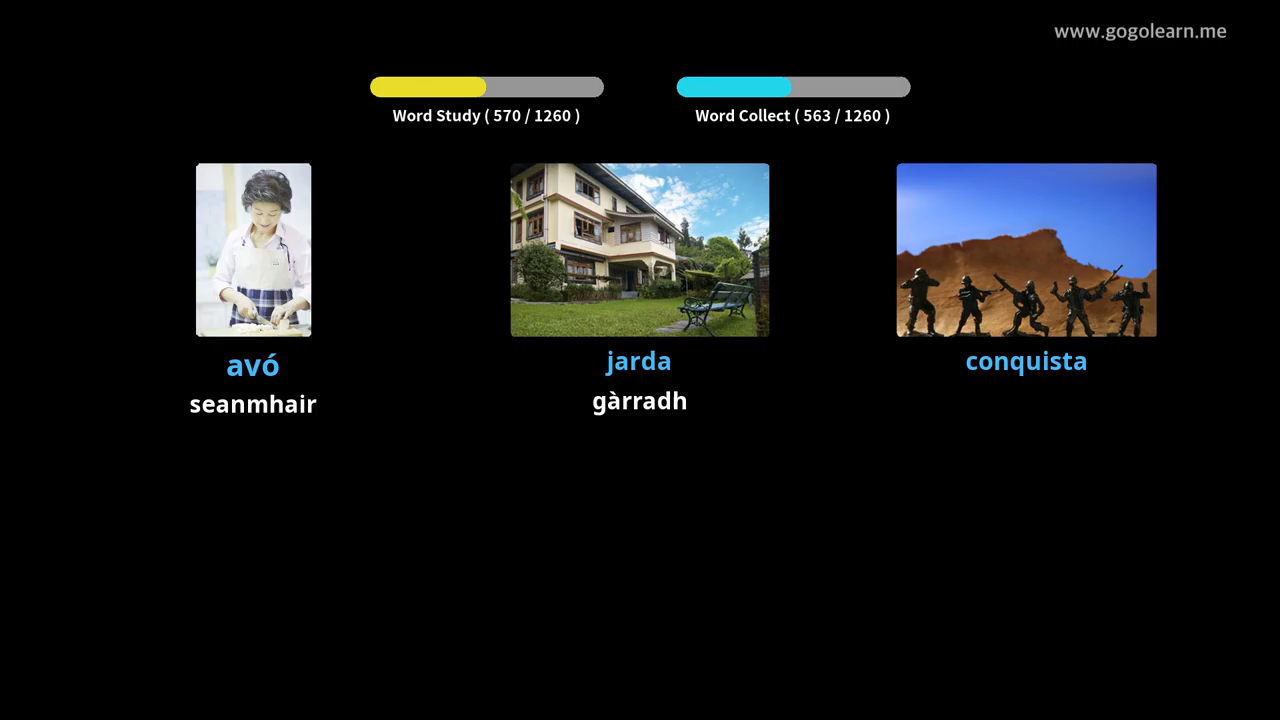 www.gogolearn.me
Word Study ( 570 / 1260 )
Word Collect ( 563 / 1260 )
avó
seanmhair
jarda
gàrradh
conquista